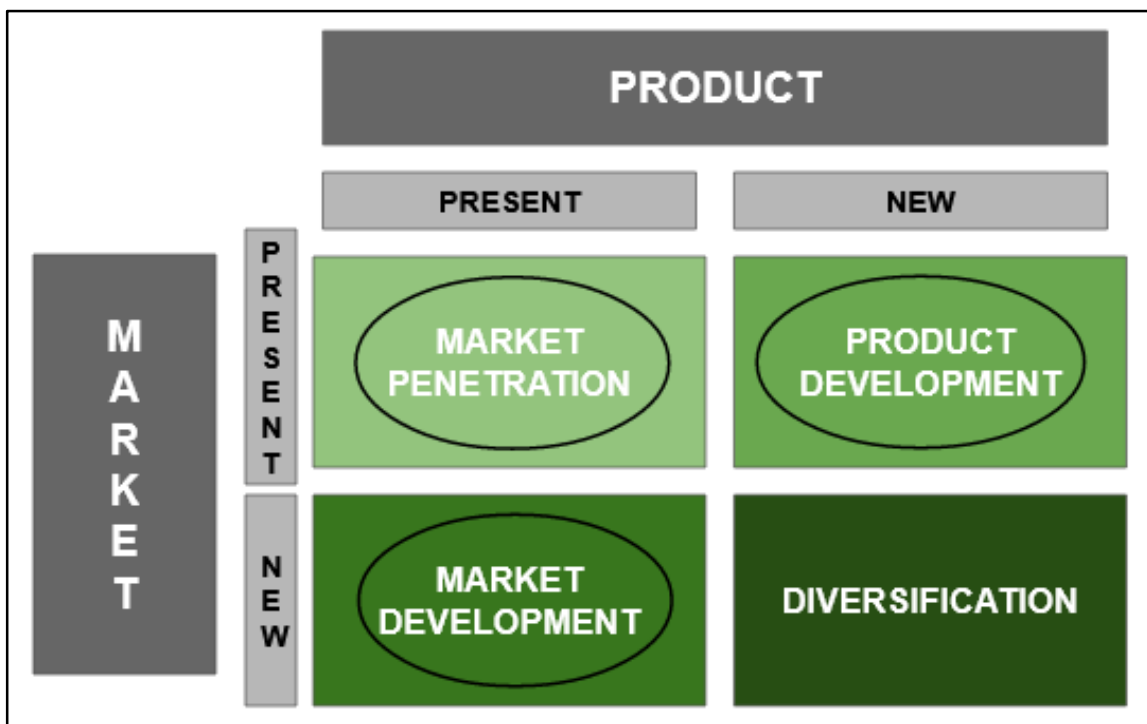 PRODUCT
PRESENT
NEW
MARKET
PRESENT
MARKET
PENETRATION
PRODUCT
DEVELOPMENT
NEW
MARKET
DEVELOPMENT
DIVERSIFICATION